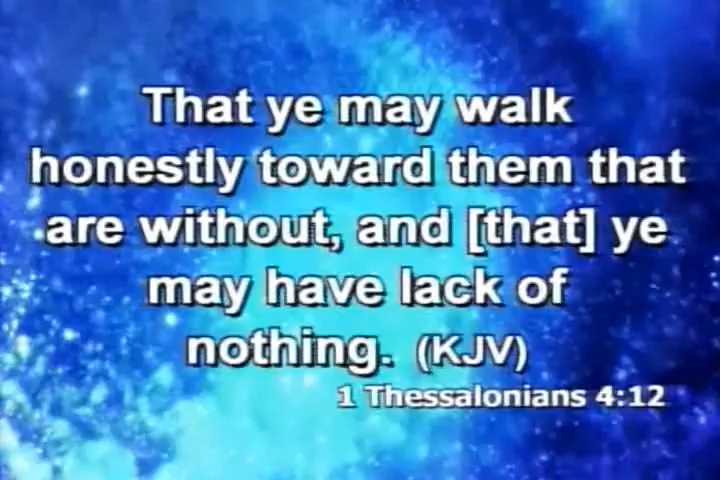 That ye may walk
honestly toward them that
are without, and [that] ye
may have lack of
nothing. (KJV)
1 Thessalonians 4:12